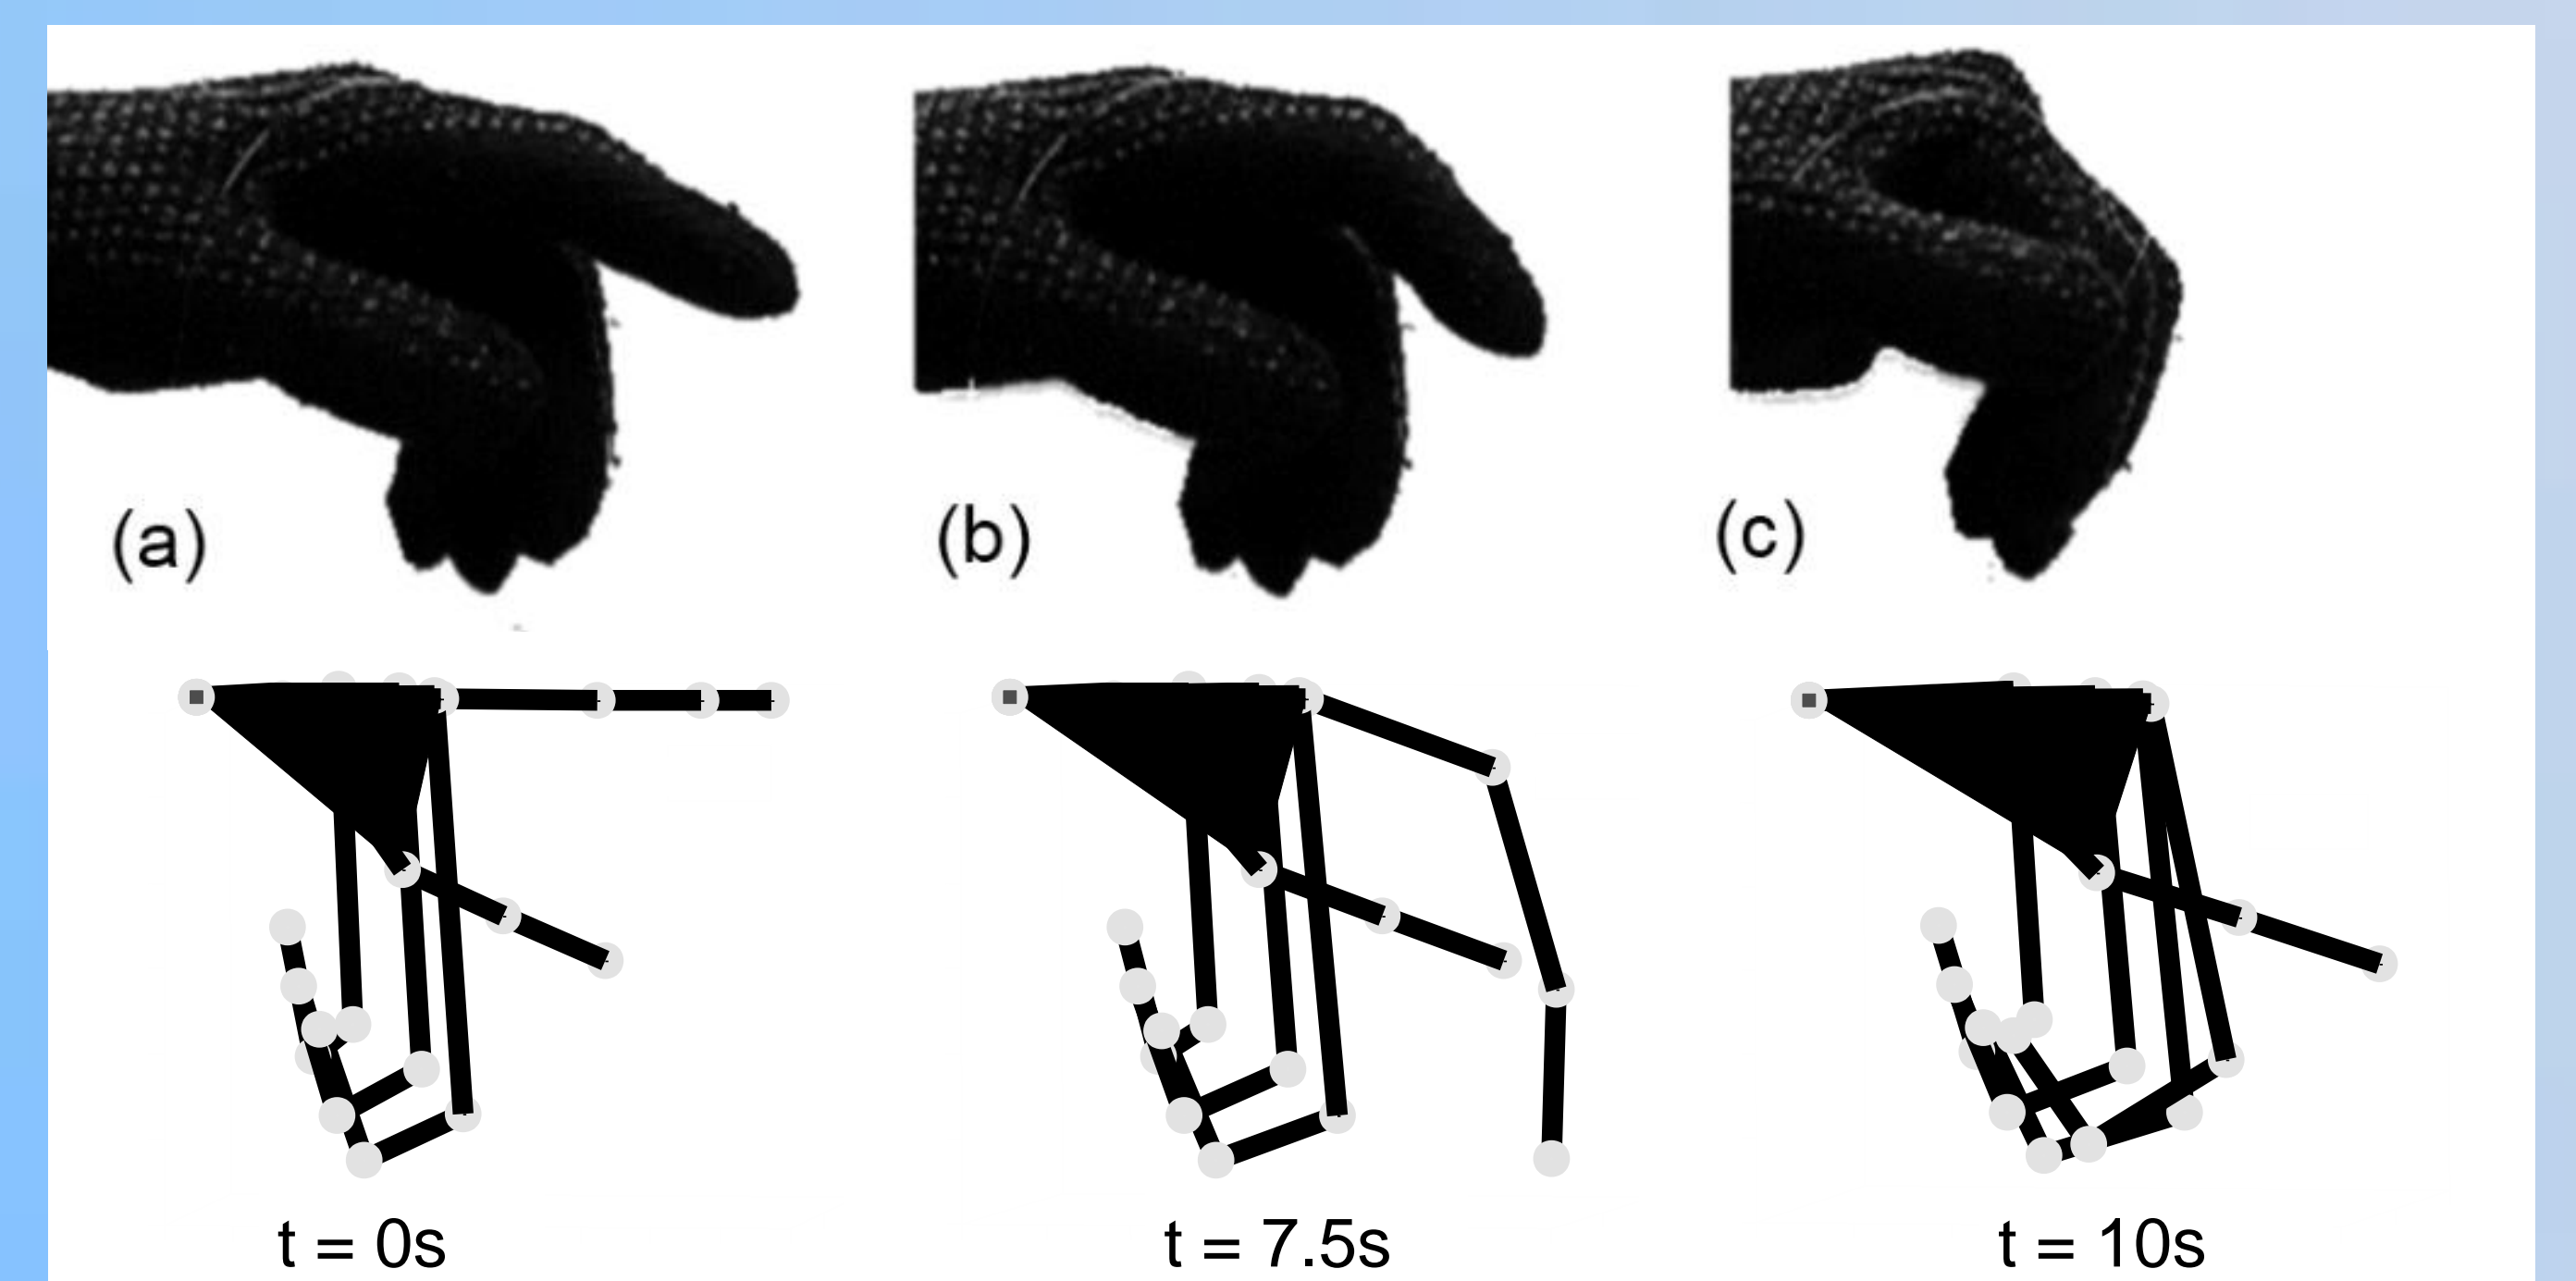 (a)
(b)
(c)
t = 0s
t = 7.5s
t = 10s